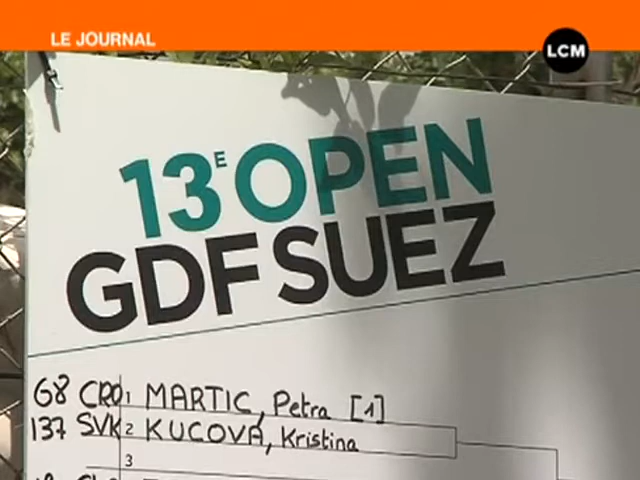 LE JOURNAL
LCM
13E OPEN
GDF SUEZ
68 CRO 1 MARTIC, Petra [1]
137 SVK 2 KUCOVÁ, Kristina
3